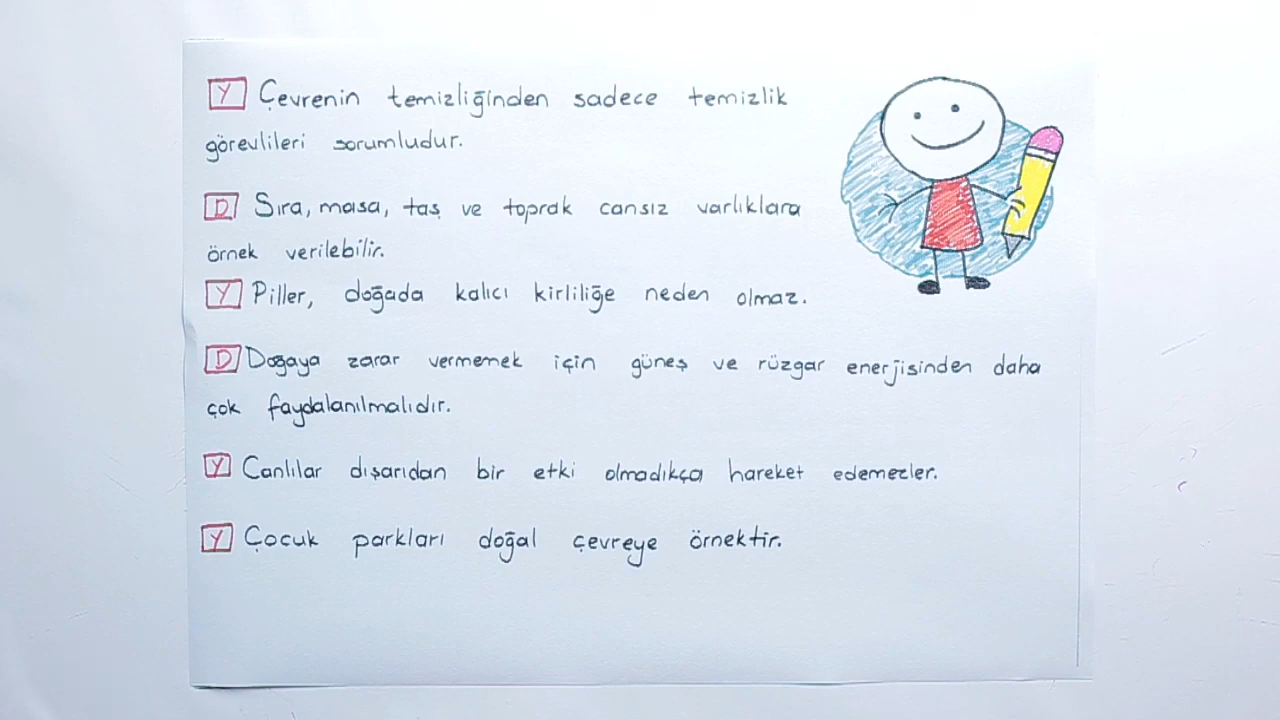 Y Çevrenin temizliğinden sadece temizlik
görevlileri sorumludur.
D Sıra, masa, taş ve toprak cansız varlıklara
örnek verilebilir.
Y Piller, doğada kalıcı kirliliğe neden olmaz.
D Doğaya zarar vermemek için güneş ve rüzgar enerjisinden daha
çok faydalanılmalıdır.
Y Canlılar dışarıdan bir etki olmadıkça hareket edemezler.
Y Çocuk parkları doğal çevreye örnektir.